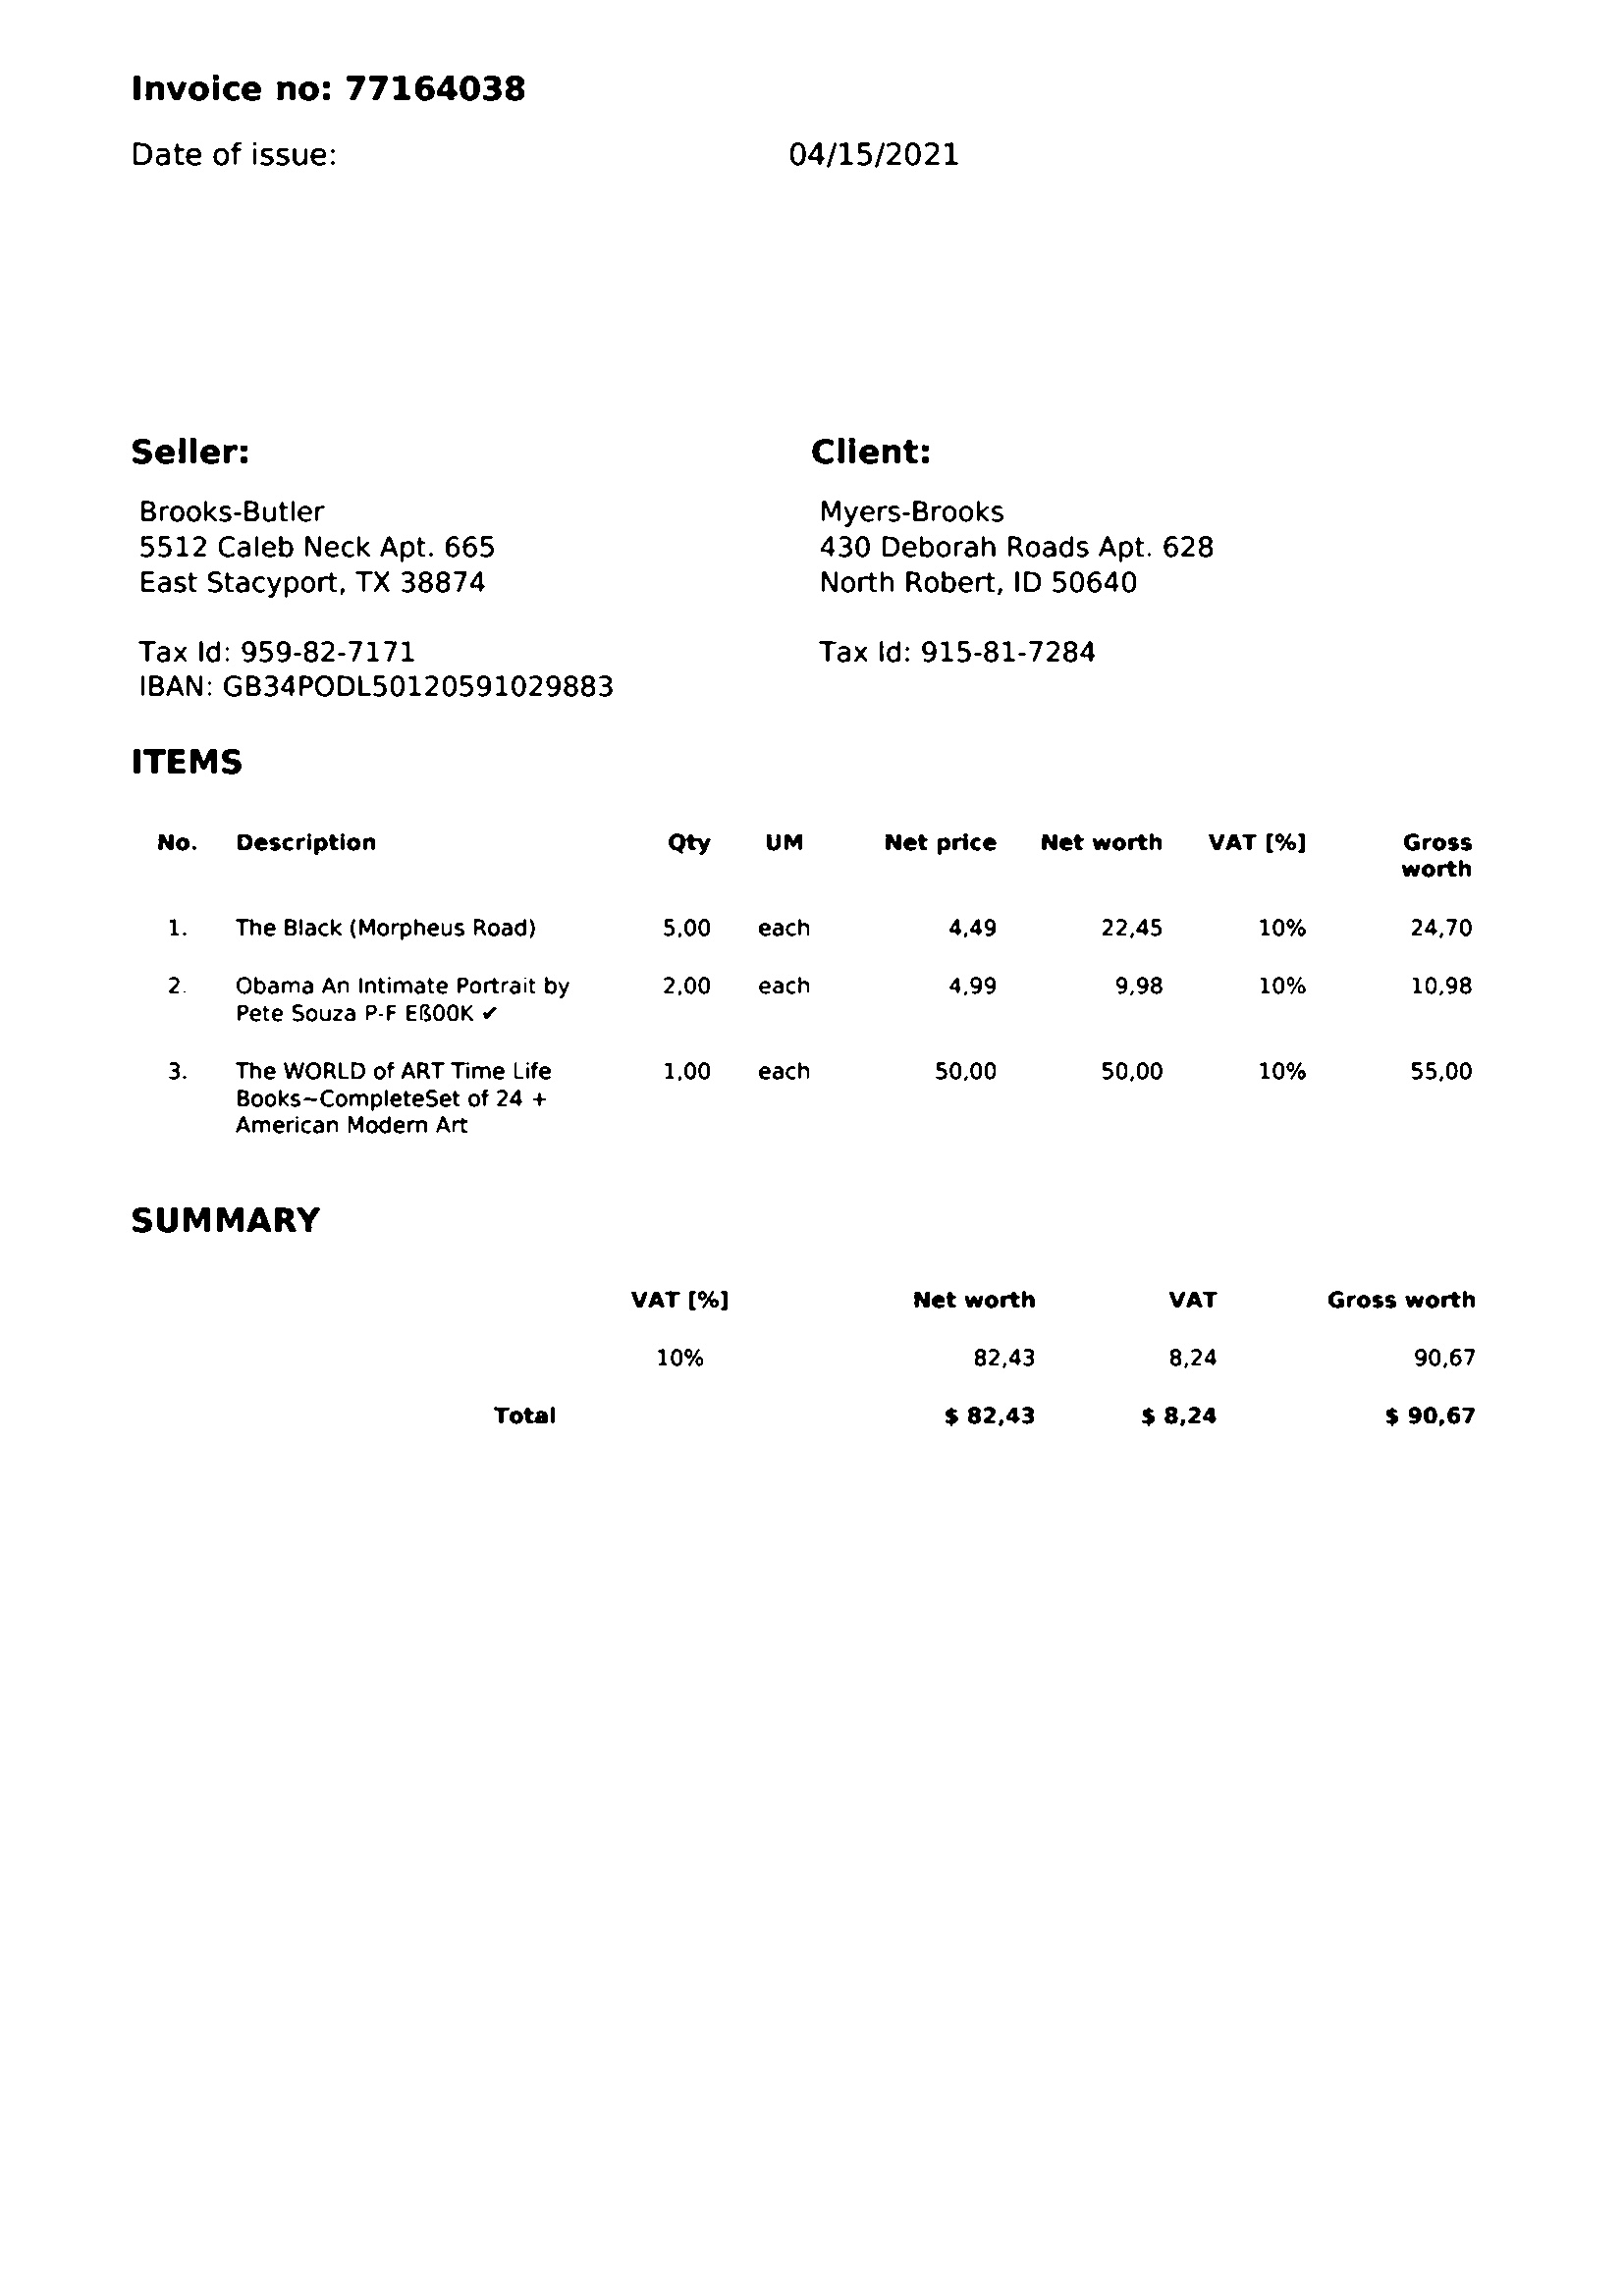 Invoice no: 77164038
Date of issue: 04/15/2021
Seller: Client:
Brooks-Butler Myers-Brooks
5512 Caleb Neck Apt. 665 430 Deborah Roads Apt. 628
East Stacyport, TX 38874 North Robert, ID 50640
Tax Id: 959-82-7171 Tax Id: 915-81-7284
IBAN: GB34PODL50120591029883
ITEMS
No. Description Qty UM Net price Net worth VAT [%] Gross
worth
1. The Black (Morpheus Road) 5,00 each 4,49 22,45 10% 24,70
2. Obama An Intimate Portrait by 2,00 each 4,99 9,98 10% 10,98
Pete Souza P-F Eß00K ✔
3. The WORLD of ART Time Life 1,00 each 50,00 50,00 10% 55,00
Books~CompleteSet of 24 +
American Modern Art
SUMMARY
VAT [%] Net worth VAT Gross worth
10% 82,43 8,24 90,67
Total $ 82,43 $ 8,24 $ 90,67